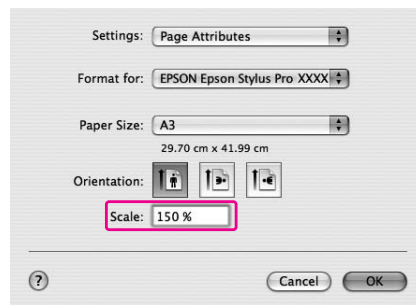 Settings: Page Attributes
Format for: EPSON Epson Stylus Pro XXXX
Paper Size: A3
29.70 cm x 41.99 cm
Orientation:
Scale: 150 %
? Cancel OK